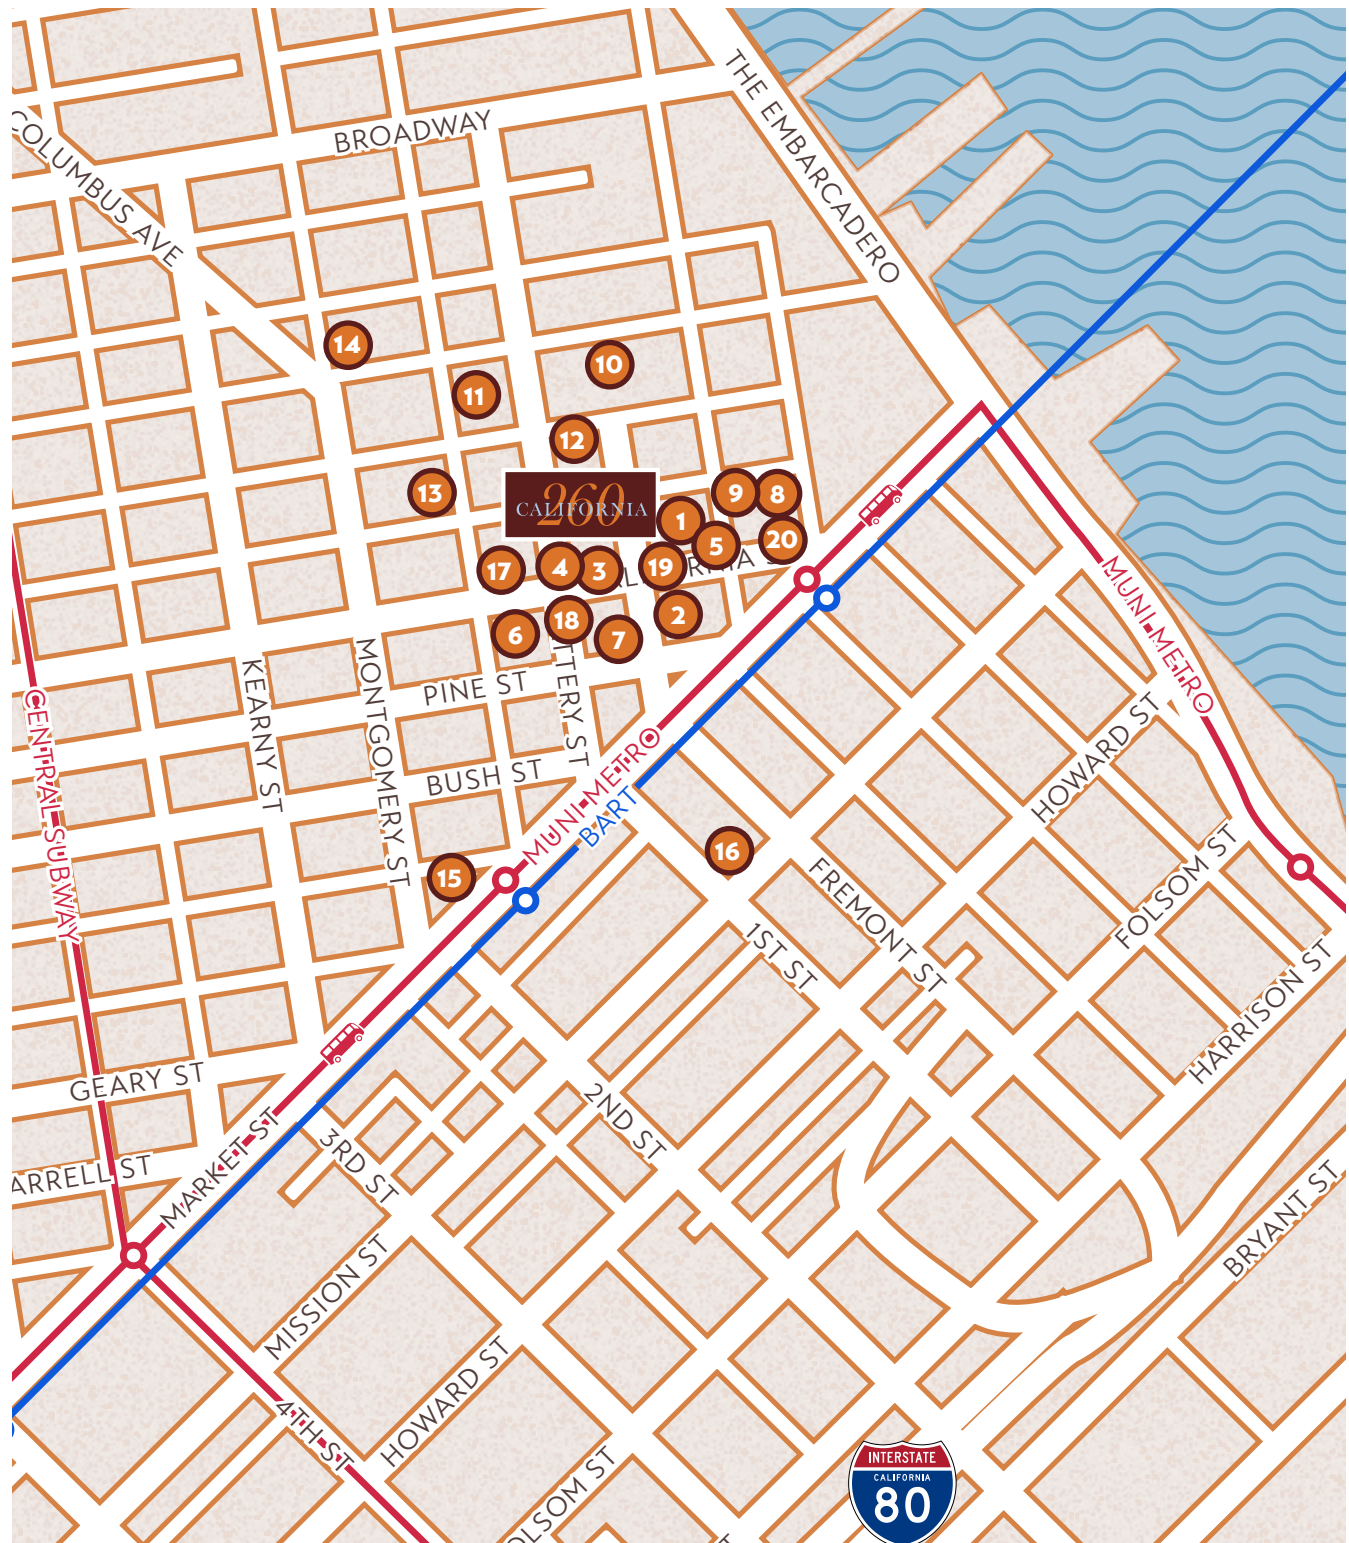 BROADWAY
THE EMBARCADERO
COLUMBUS AVE
14
10
11
12
13
260
CALIFORNIA
9
8
1
5
20
17
4
3
19
2
6
18
7
MUNI METRO
KEARNY ST
MONTGOMERY ST
PINE ST
TTERY ST
BUSH ST
CENTRAL SUBWAY
MUNI METRO
BART
HOWARD ST
15
16
FREMONT ST
FOLSOM ST
1ST ST
HARRISON ST
GEARY ST
2ND ST
MARKET ST
3RD ST
ARRELL ST
BRYANT ST
MISSION ST
HOWARD ST
4TH ST
OLSOM ST
INTERSTATE
CALIFORNIA
80